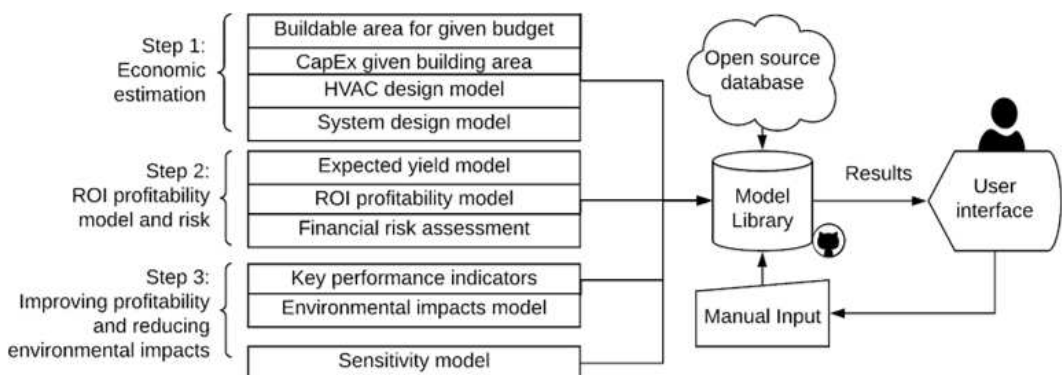 Step 1:
Economic
estimation
Buildable area for given budget
CapEx given building area
HVAC design model
System design model
Step 2:
ROI profitability
model and risk
Expected yield model
ROI profitability model
Financial risk assessment
Step 3:
Improving profitability
and reducing
environmental impacts
Key performance indicators
Environmental impacts model
Sensitivity model
Open source
database
Model
Library
Results
User
interface
Manual Input